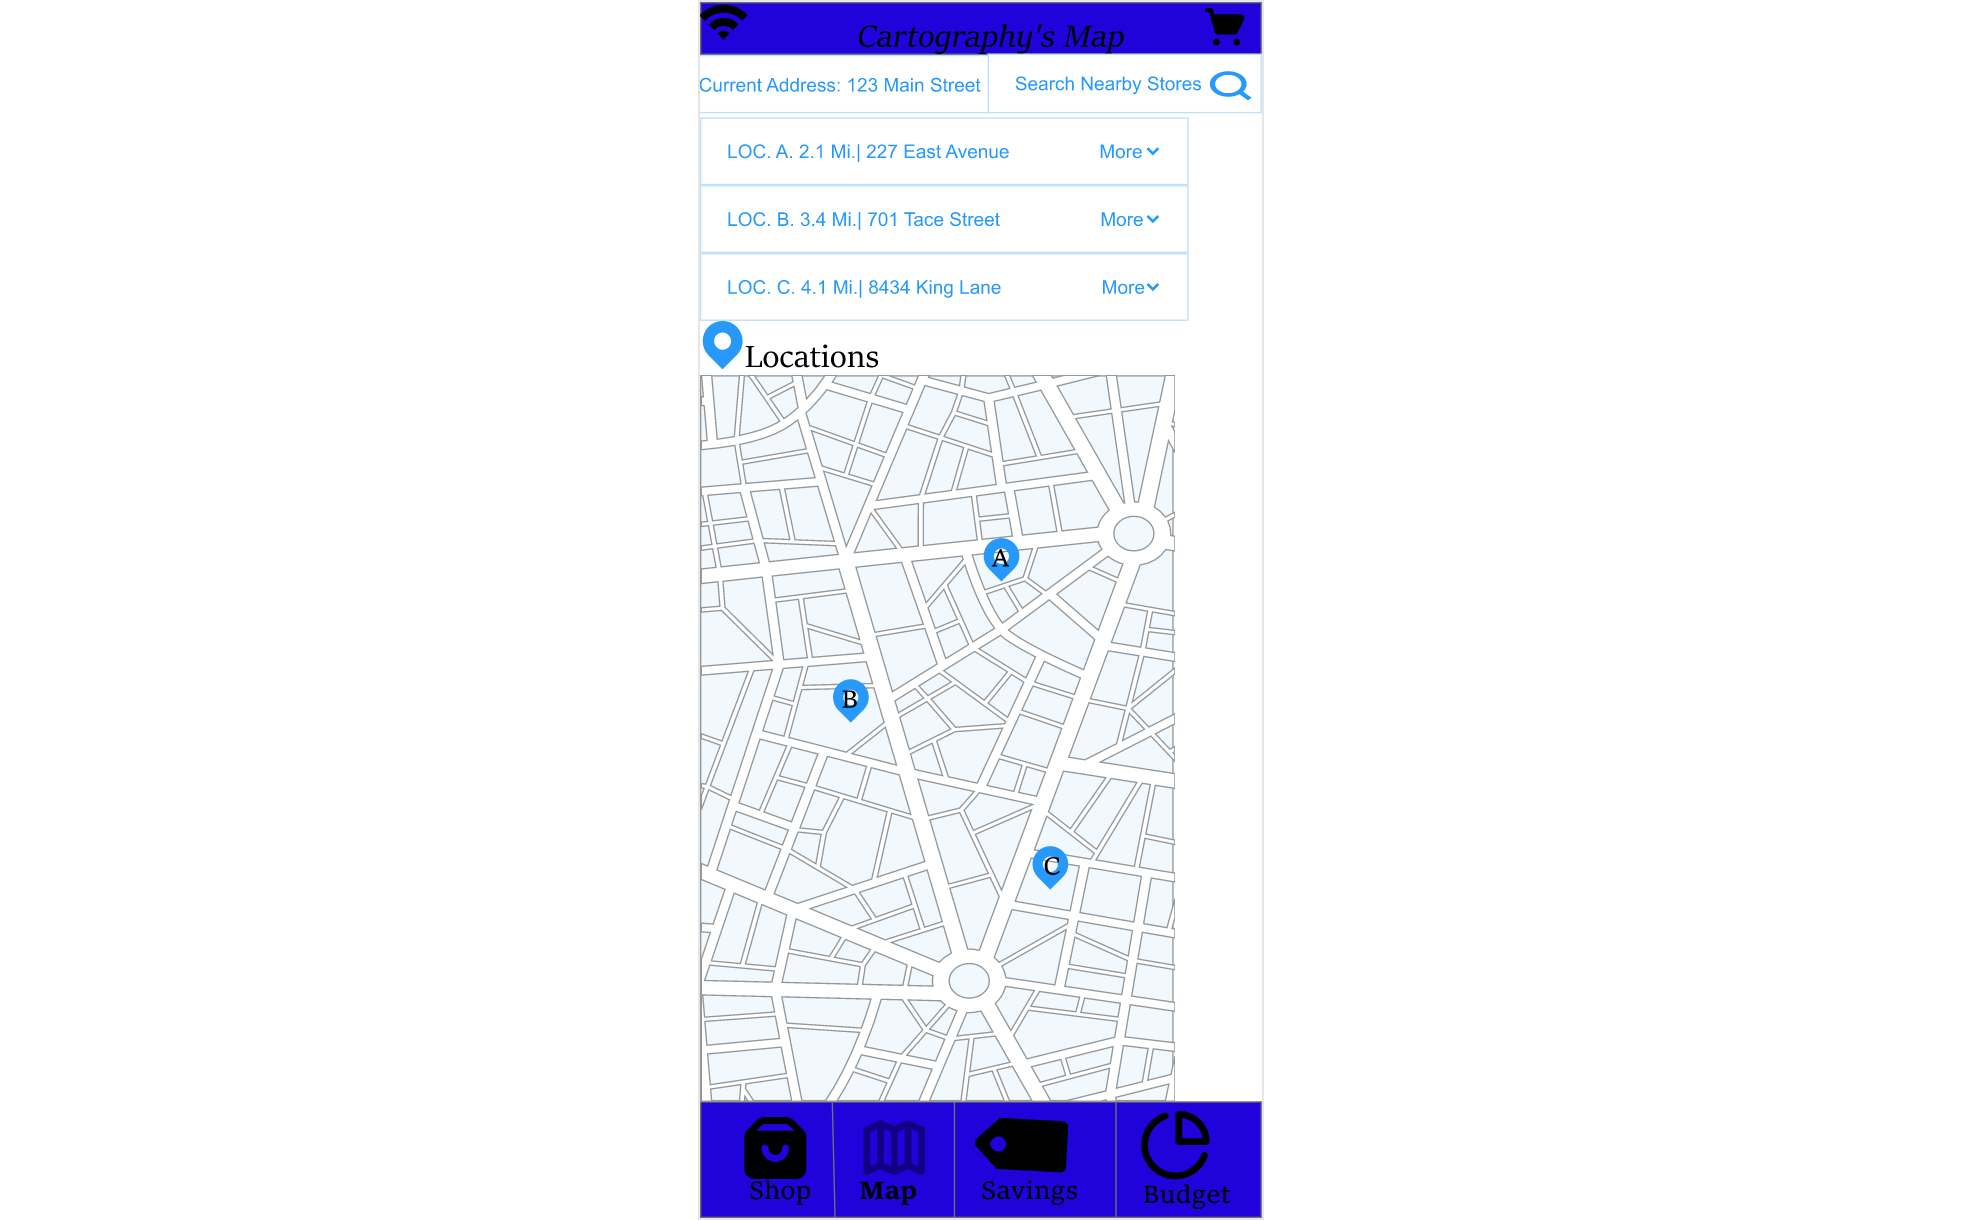 Cartography's Map
Current Address: 123 Main Street
Search Nearby Stores
LOC. A. 2.1 Mi.| 227 East Avenue
More
LOC. B. 3.4 Mi.| 701 Tace Street
More
LOC. C. 4.1 Mi.| 8434 King Lane
More
Locations
A
B
C
Shop
Map
Savings
Budget